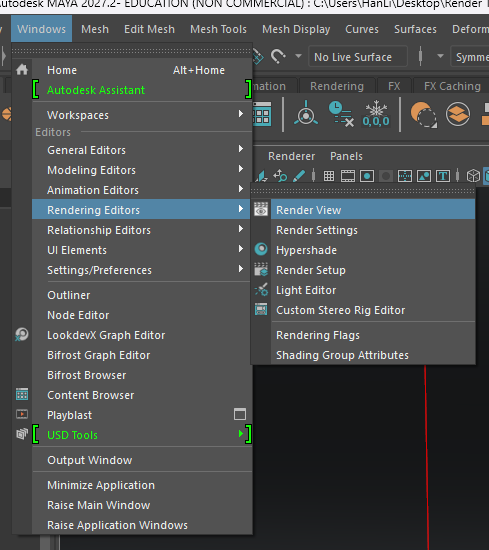 Autodesk MAYA 2027.2- EDUCATION (NON COMMERCIAL) : C:\Users\HanLi\Desktop\Render T
Windows Mesh Edit Mesh Mesh Tools Mesh Display Curves Surfaces Deform
No Live Surface Symme
Rendering FX FX Caching
0,0,0
Renderer Panels
Home Alt+Home
Autodesk Assistant
Workspaces
Editors
General Editors
Modeling Editors
Animation Editors
Rendering Editors
Relationship Editors
UI Elements
Settings/Preferences
Outliner
Node Editor
LookdevX Graph Editor
Bifrost Graph Editor
Bifrost Browser
Content Browser
Playblast
USD Tools
Output Window
Minimize Application
Raise Main Window
Raise Application Windows
Render View
Render Settings
Hypershade
Render Setup
Light Editor
Custom Stereo Rig Editor
Rendering Flags
Shading Group Attributes